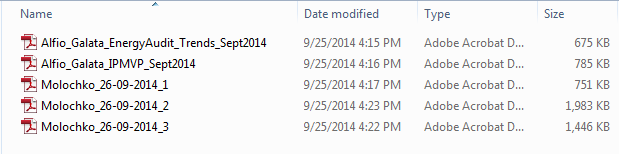 Name Date modified Type Size
Alfio_Galata_EnergyAudit_Trends_Sept2014 9/25/2014 4:15 PM Adobe Acrobat D... 675 KB
Alfio_Galata_IPMVP_Sept2014 9/25/2014 4:16 PM Adobe Acrobat D... 785 KB
Molochko_26-09-2014_1 9/25/2014 4:17 PM Adobe Acrobat D... 751 KB
Molochko_26-09-2014_2 9/25/2014 4:23 PM Adobe Acrobat D... 1,983 KB
Molochko_26-09-2014_3 9/25/2014 4:22 PM Adobe Acrobat D... 1,446 KB